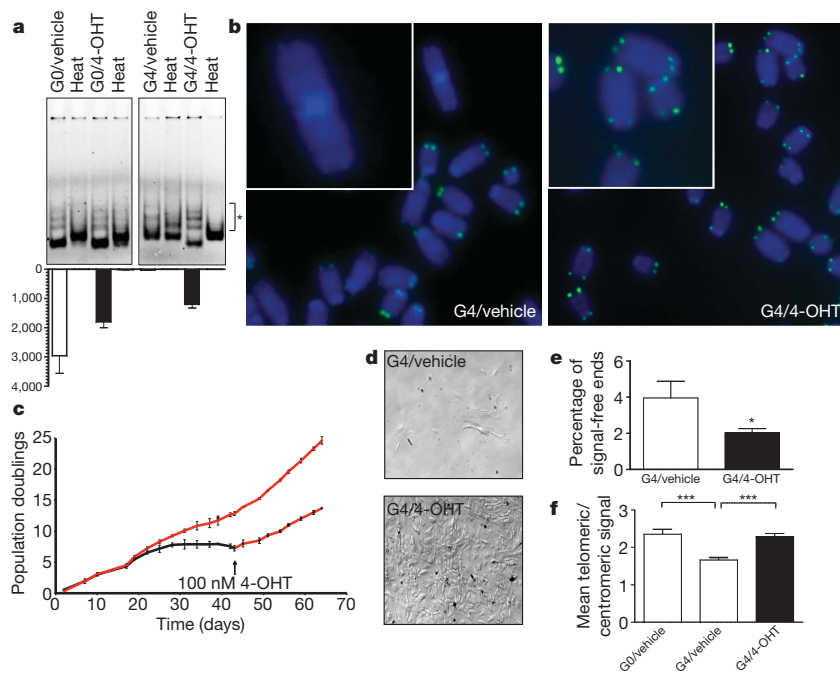 a
G0/vehicle
Heat
G0/4-OHT
Heat
G4/vehicle
Heat
G4/4-OHT
Heat
*
0
1,000
2,000
3,000
4,000
b
G4/vehicle
G4/4-OHT
c
Population doublings
25
20
15
10
5
0
100 nM 4-OHT
0 10 20 30 40 50 60 70
Time (days)
d
G4/vehicle
G4/4-OHT
e
Percentage of
signal-free ends
6
4
2
0
*
G4/vehicle G4/4-OHT
f
Mean telomeric/
centromeric signal
3
2
1
0
*** ***
G0/vehicle
G4/vehicle
G4/4-OHT